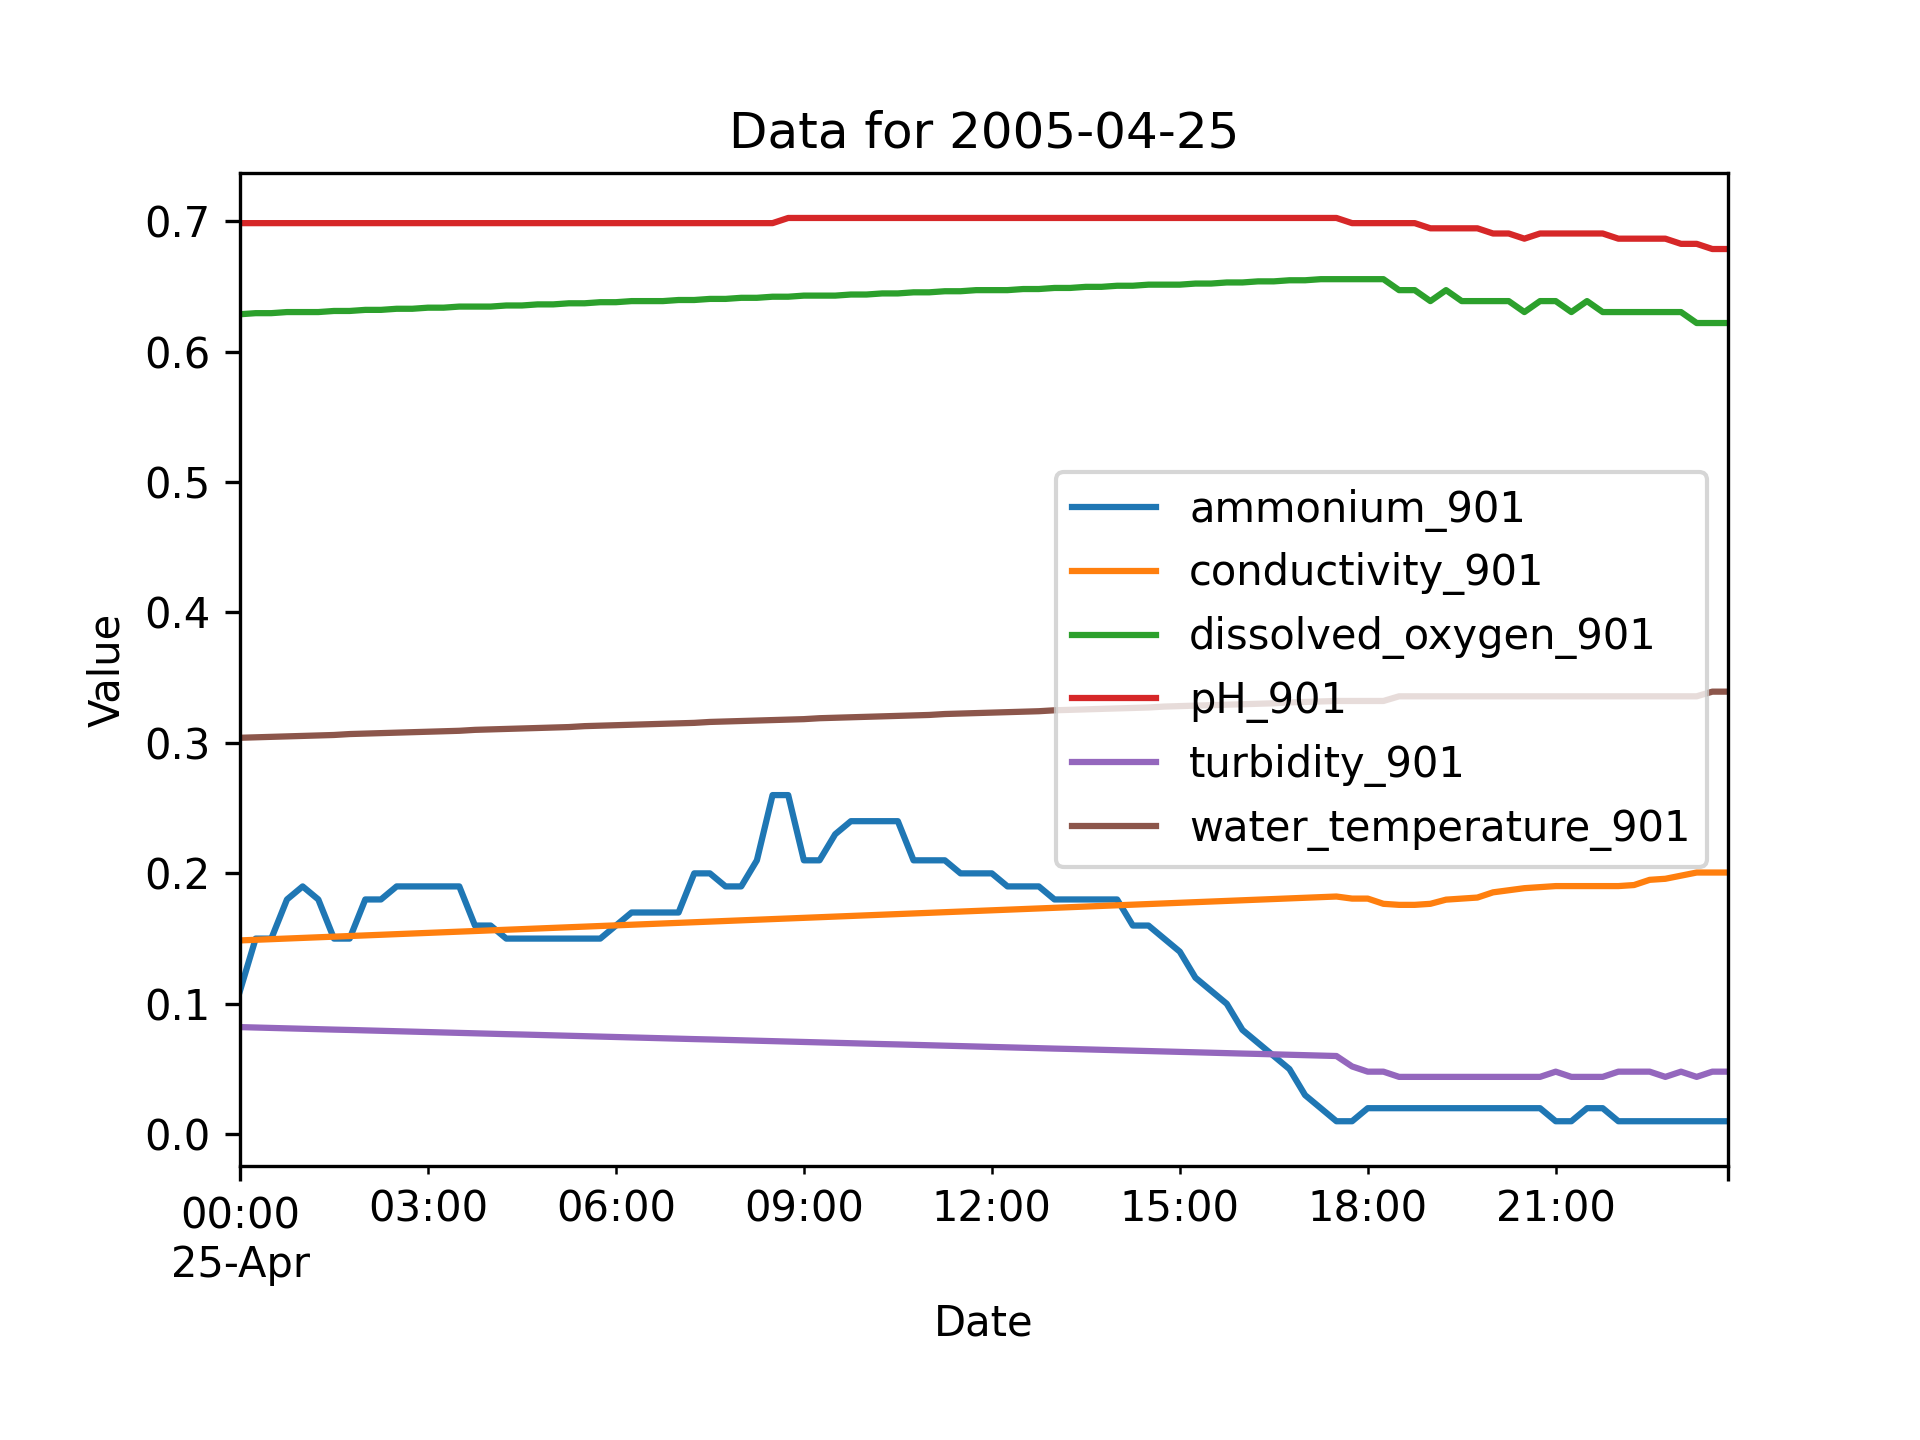 Data for 2005-04-25
Value
0.7
0.6
0.5
0.4
0.3
0.2
0.1
0.0
ammonium_901
conductivity_901
dissolved_oxygen_901
pH_901
turbidity_901
water_temperature_901
00:00 03:00 06:00 09:00 12:00 15:00 18:00 21:00
25-Apr
Date